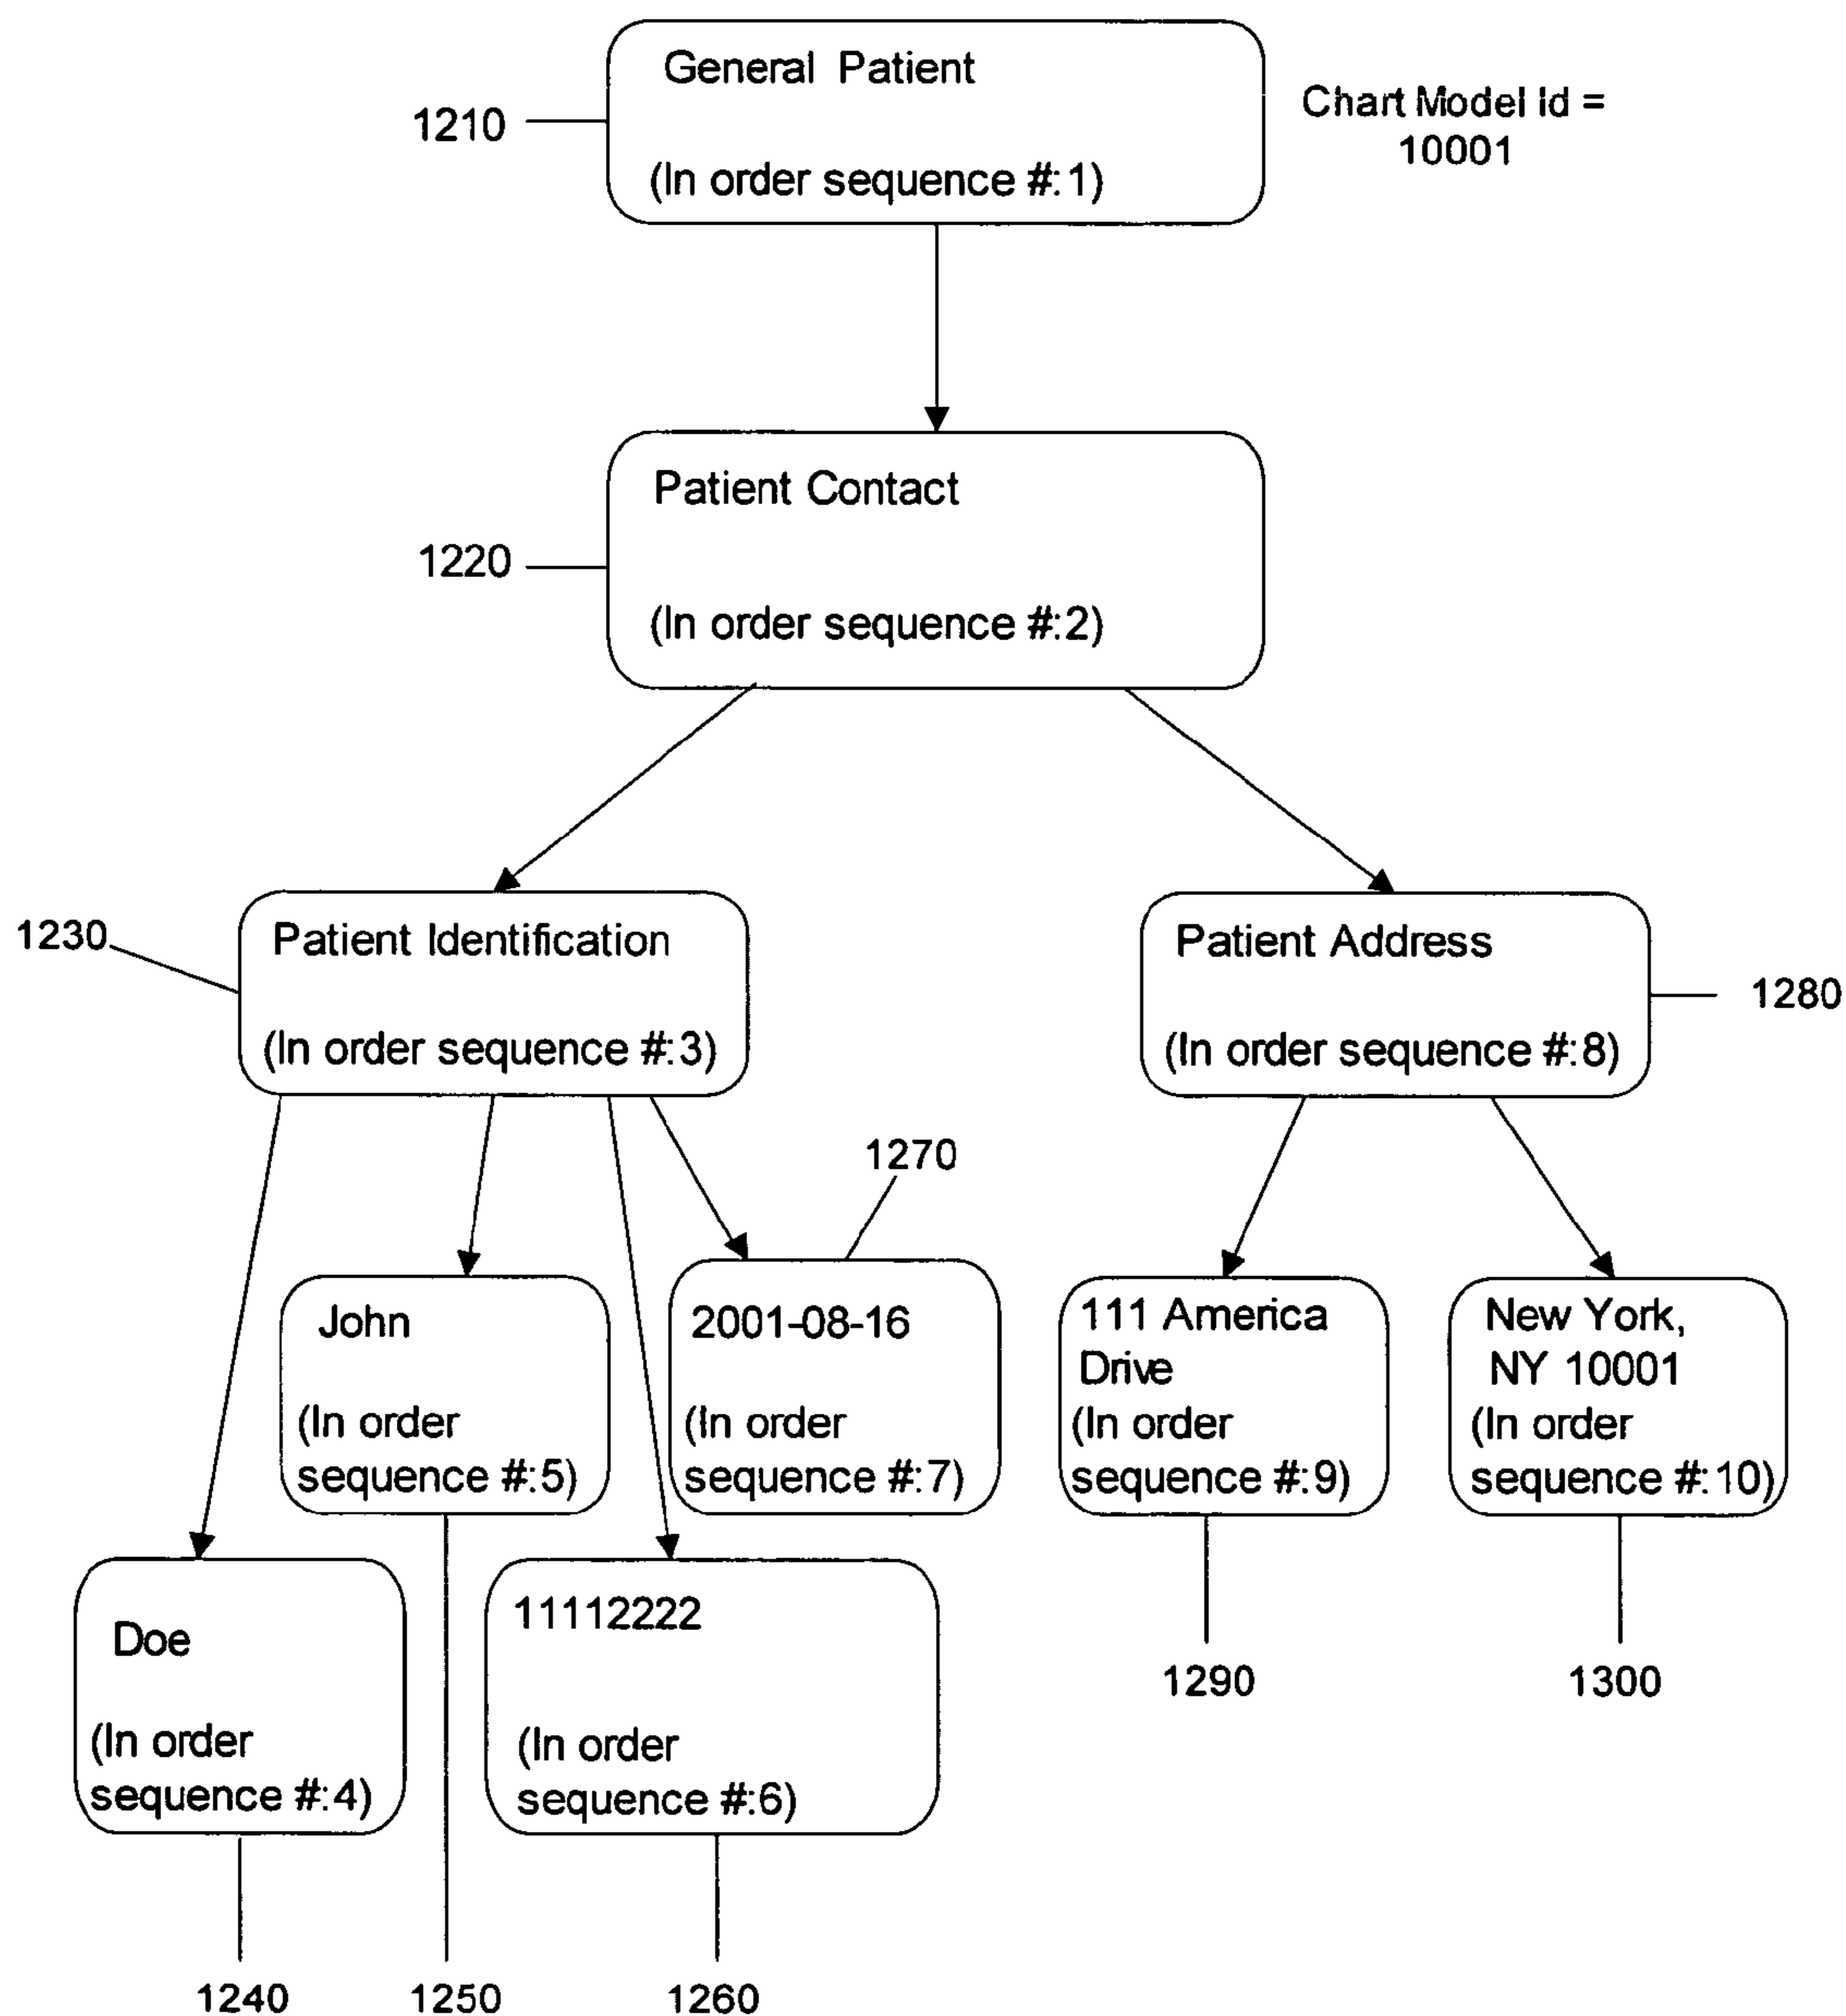 General Patient
(In order sequence #:1)
1210
Chart Model Id =
10001
Patient Contact
(In order sequence #:2)
1220
1230
Patient Identification
(In order sequence #:3)
Patient Address
(In order sequence #:8)
1280
1270
John
(In order
sequence #:5)
2001-08-16
(In order
sequence #:7)
111 America
Drive
(In order
sequence #:9)
New York,
NY 10001
(In order
sequence #:10)
Doe
(In order
sequence #:4)
11112222
(In order
sequence #:6)
1290
1300
1240
1250
1260